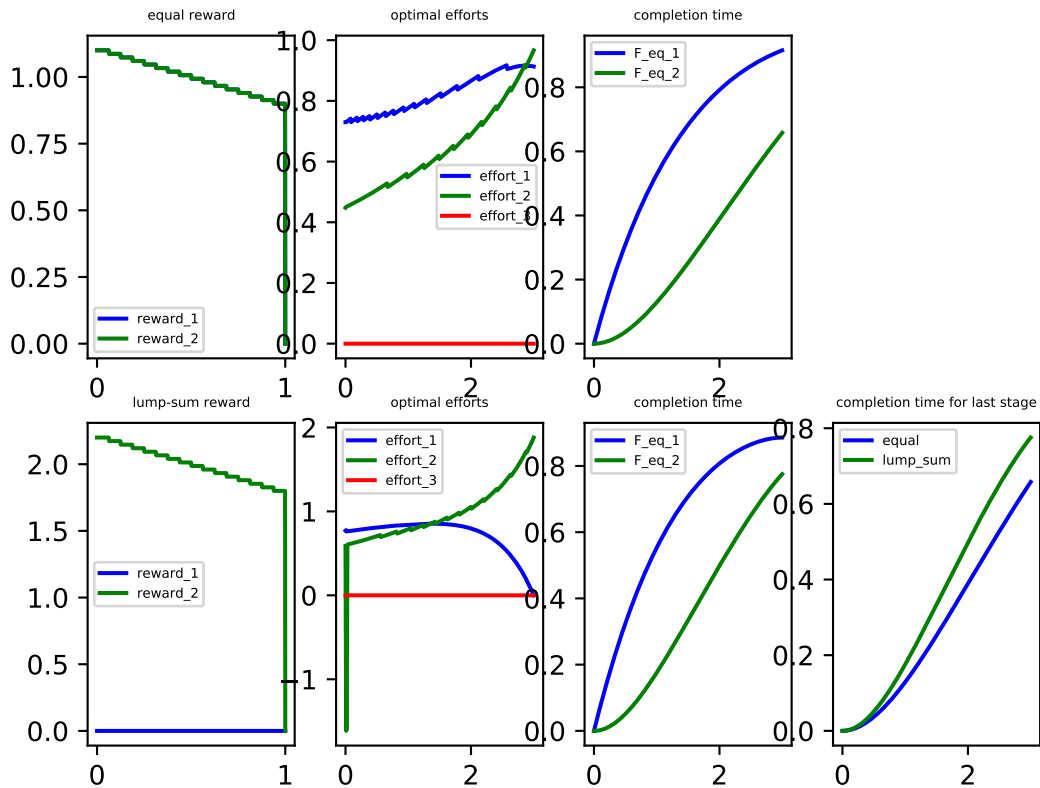 equal reward
1.00
0.75
0.50
0.25
0.00
reward_1
reward_2
0 1
optimal efforts
1.0
0.8
0.6
0.4
0.2
0.0
effort_1
effort_2
effort_3
0 2
completion time
F_eq_1
F_eq_2
0.8
0.6
0.4
0.2
0.0
0 2
lump-sum reward
2.0
1.5
1.0
0.5
0.0
reward_1
reward_2
0 1
optimal efforts
effort_1
effort_2
effort_3
2
1
0
−1
0 2
completion time
F_eq_1
F_eq_2
0.8
0.6
0.4
0.2
0.0
0 2
completion time for last stage
equal
lump_sum
0.8
0.6
0.4
0.2
0.0
0 2